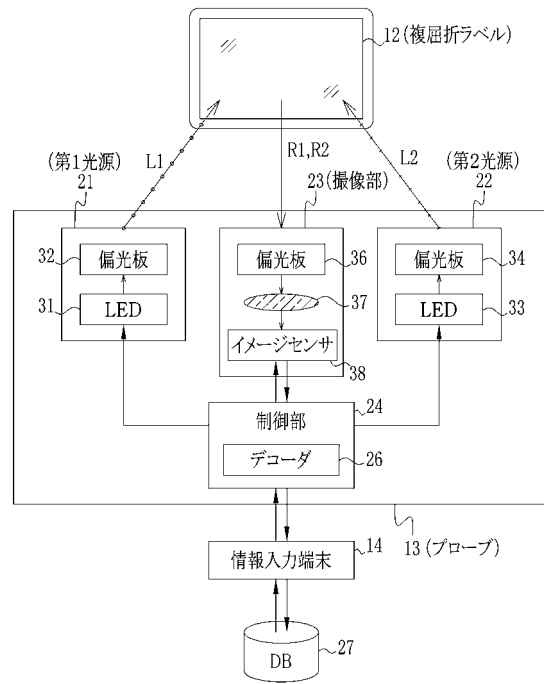 12(複屈折ラベル)
(第1光源)
21
L1
R1,R2
L2
(第2光源)
22
23(撮像部)
32
偏光板
偏光板
36
偏光板
34
31
LED
37
LED
33
イメージセンサ
38
制御部
24
デコーダ
26
13(プローブ)
情報入力端末
14
DB
27